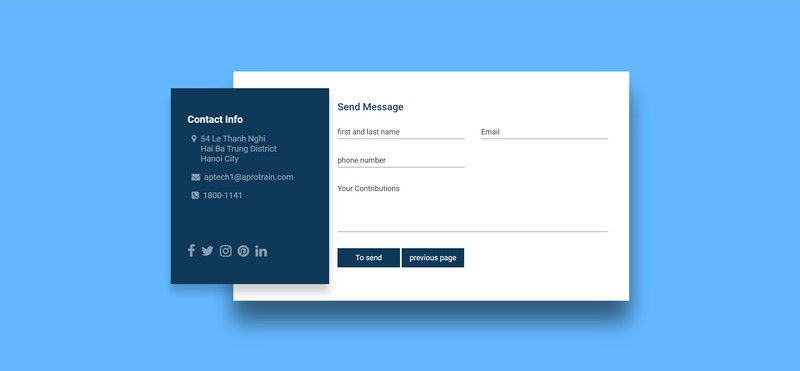 Contact Info
54 Le Thanh Nghi
Hai Ba Trung District
Hanoi City
aptech1@aprotrain.com
1800-1141
Send Message
first and last name
Email
phone number
Your Contributions
To send
previous page